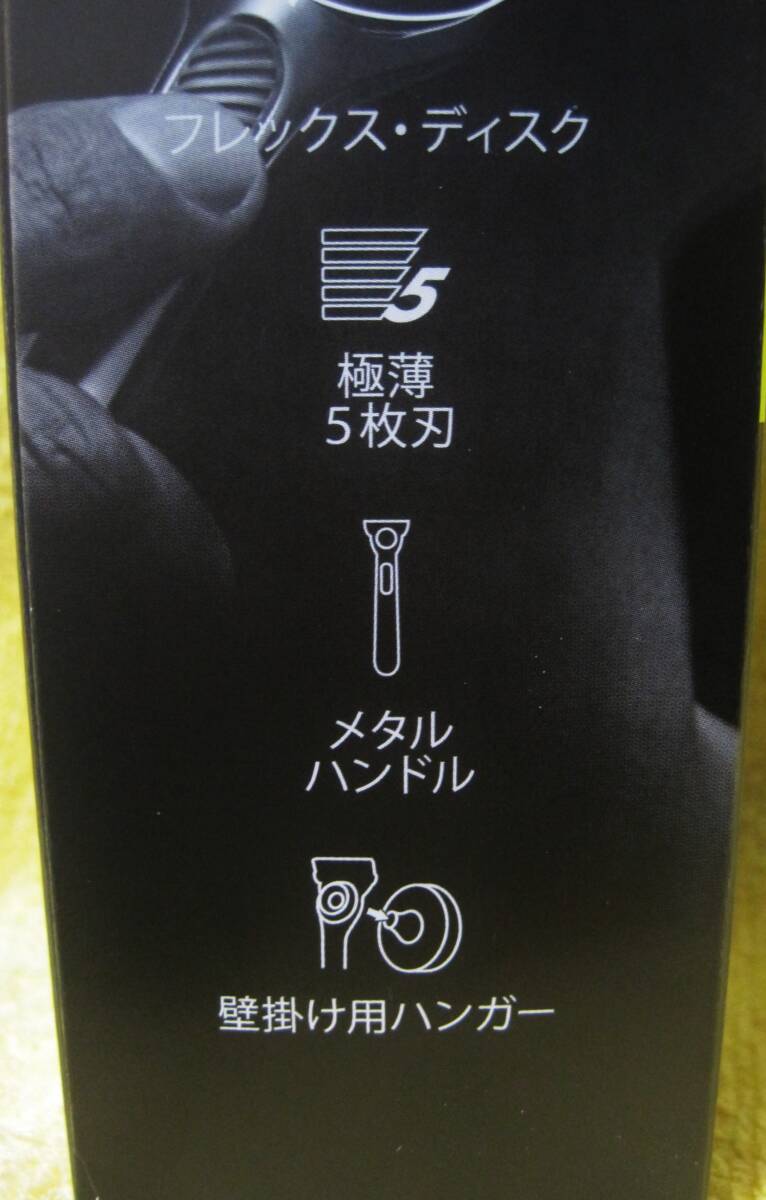 フレックス・ディスク
5
極薄
5枚刃
メタル
ハンドル
壁掛け用ハンガー